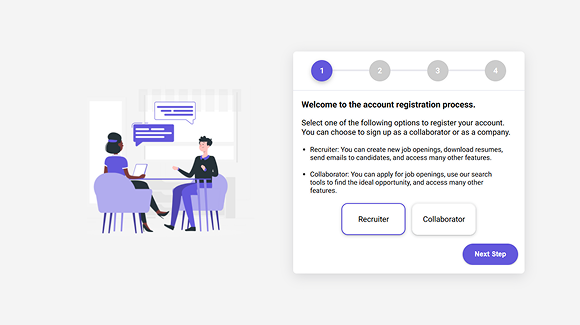 1 2 3 4
Welcome to the account registration process.
Select one of the following options to register your account.
You can choose to sign up as a collaborator or as a company.
• Recruiter: You can create new job openings, download resumes,
send emails to candidates, and access many other features.
• Collaborator: You can apply for job openings, use our search
tools to find the ideal opportunity, and access many other
features.
Recruiter Collaborator
Next Step